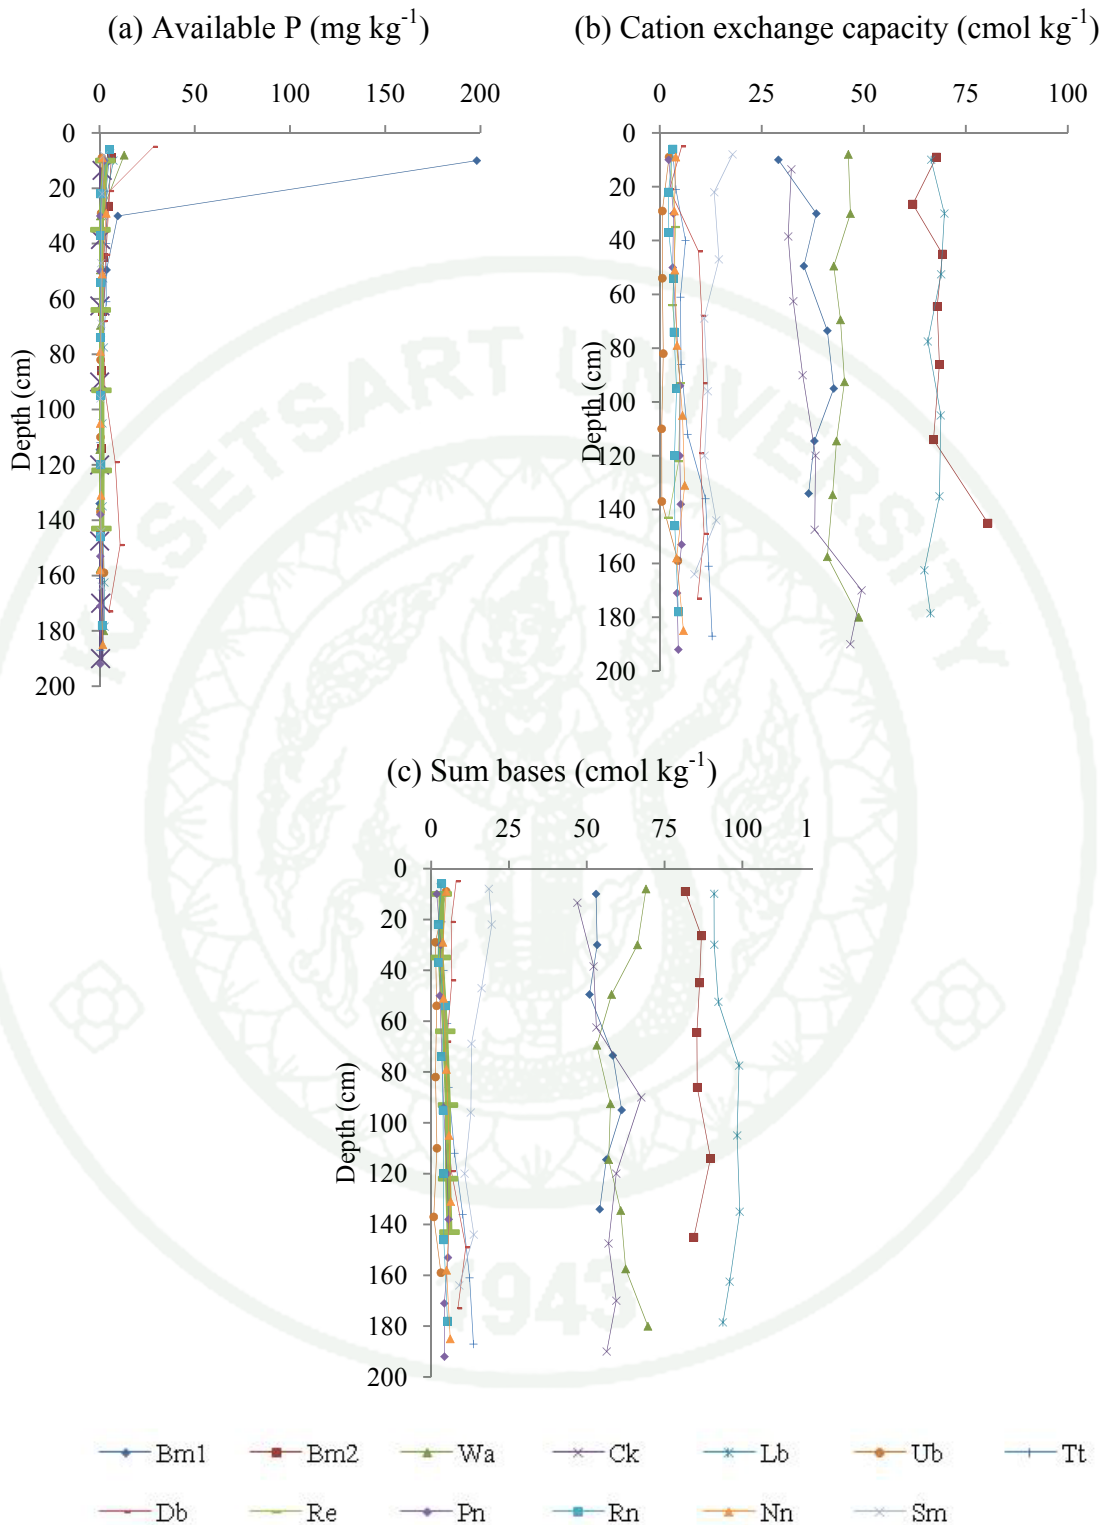 (a) Available P (mg kg⁻¹)
0 50 100 150 200
0
20
40
60
80
100
120
140
160
180
200
Depth (cm)
(b) Cation exchange capacity (cmol kg⁻¹)
0 25 50 75 100
0
20
40
60
80
100
120
140
160
180
200
Depth (cm)
(c) Sum bases (cmol kg⁻¹)
0 25 50 75 100 1
0
20
40
60
80
100
120
140
160
180
200
Depth (cm)
KASETSART UNIVERSITY
1943
Bm1 Bm2 Wa Ck Lb Ub Tt
Db Re Pn Rn Nn Sm